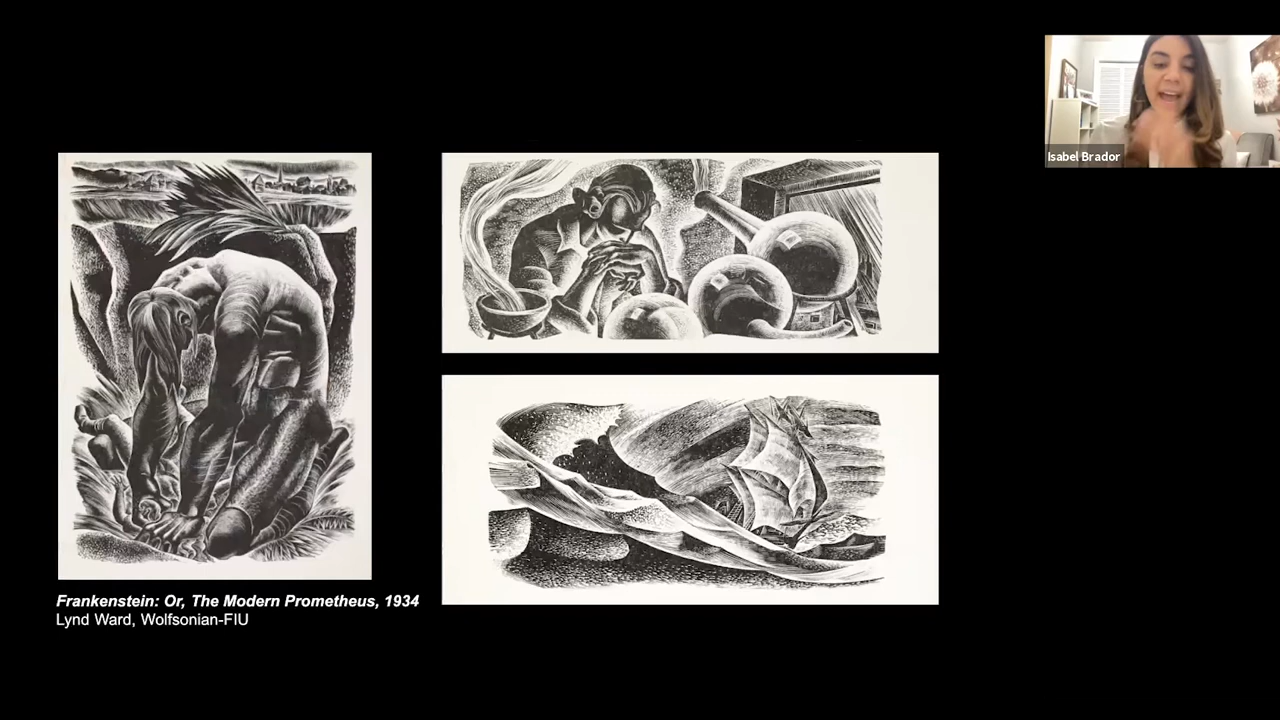 Isabel Brador
Frankenstein: Or, The Modern Prometheus, 1934
Lynd Ward, Wolfsonian-FIU